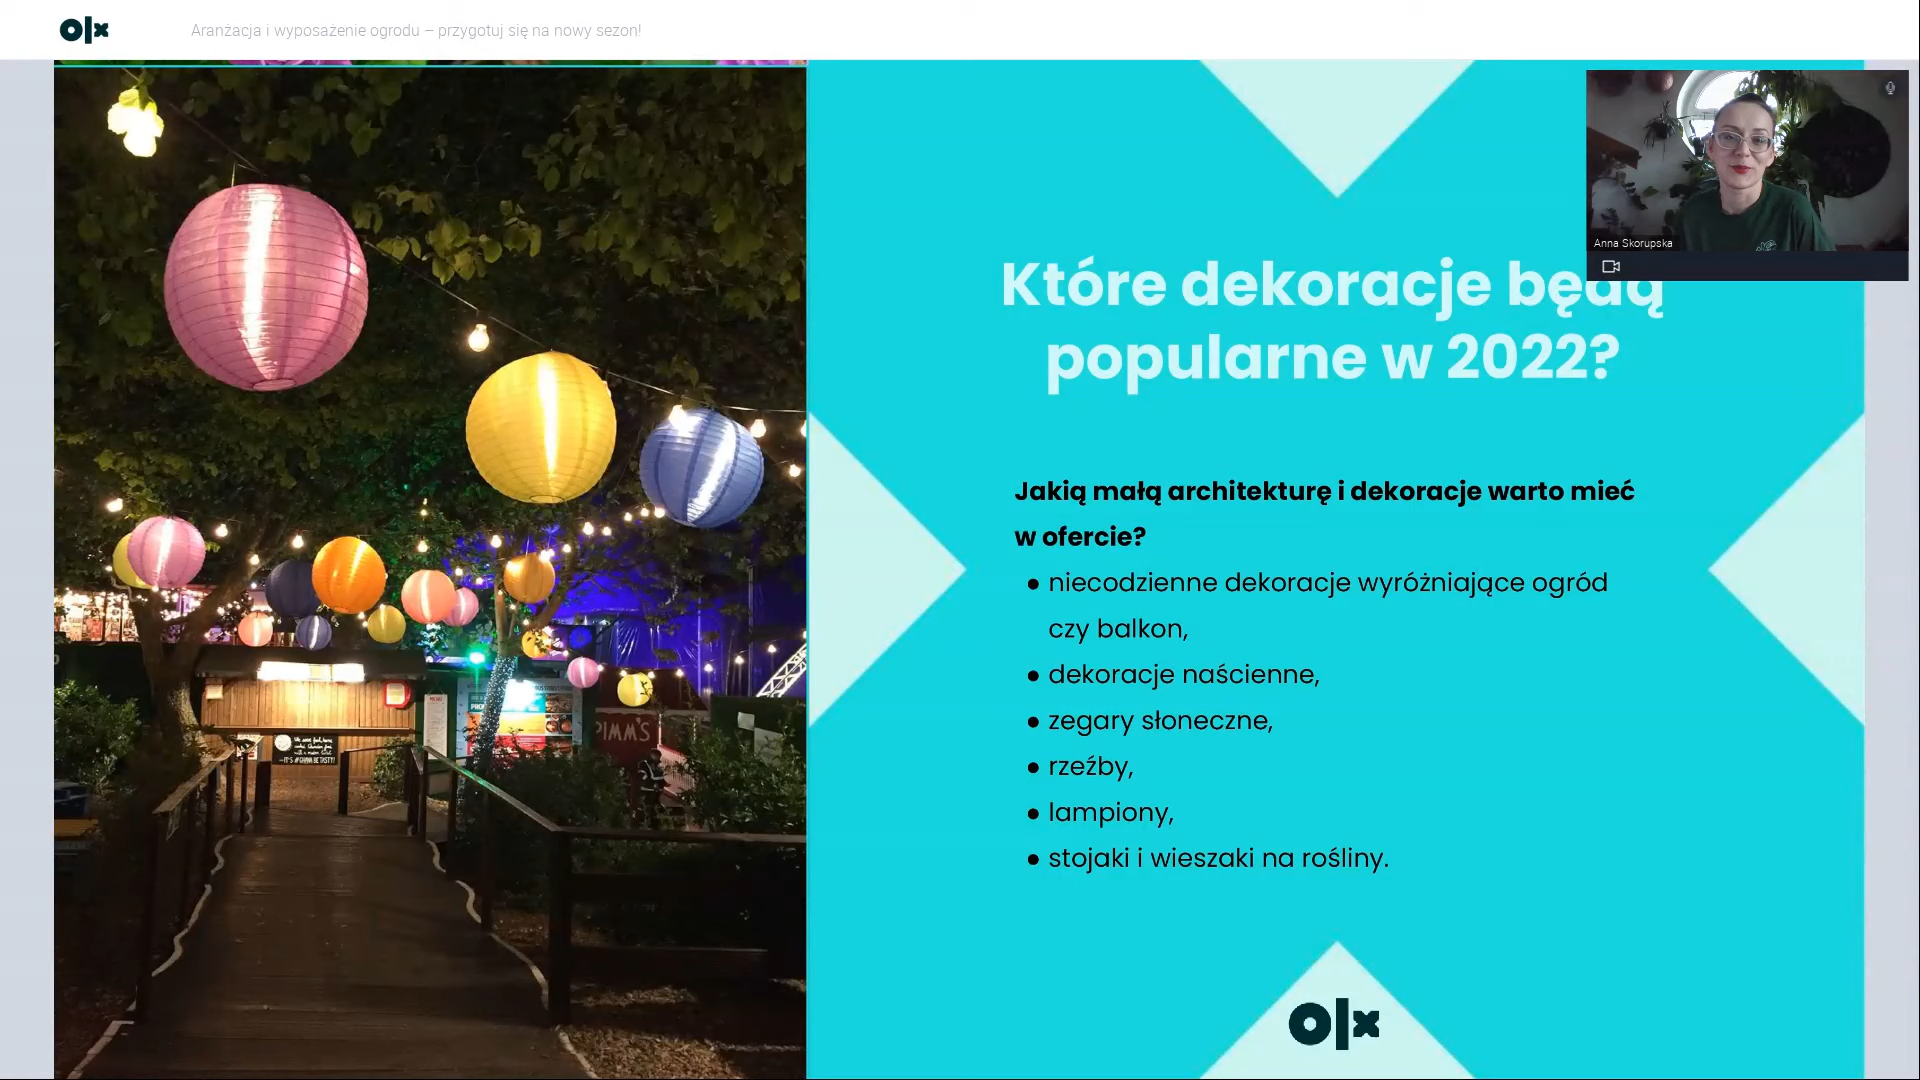 olx
Aranżacja i wyposażenie ogrodu – przygotuj się na nowy sezon!
Anna Skorupska
Które dekoracje będą
popularne w 2022?
Jakią małą architekturę i dekoracje warto mieć
w ofercie?
● niecodzienne dekoracje wyróżniające ogród
czy balkon,
● dekoracje naścienne,
● zegary słoneczne,
● rzeźby,
● lampiony,
● stojaki i wieszaki na rośliny.
PIMM'S
olx